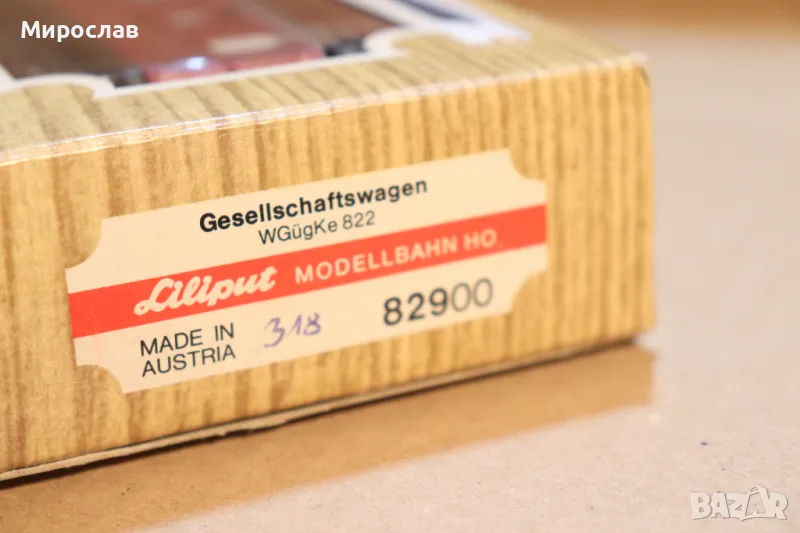 Мирослав
Gesellschaftswagen
WGügKe 822
Liliput MODELLBAHN HO.
MADE IN AUSTRIA 318 82900
BAZAR